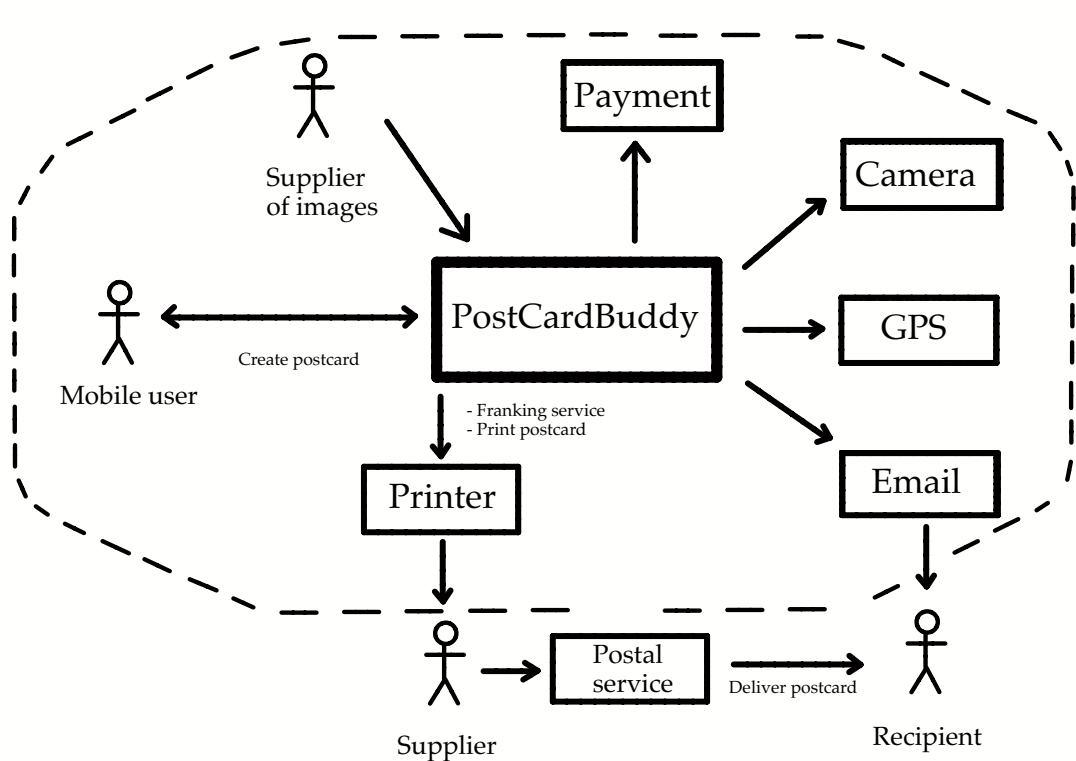 Payment
Supplier
of images
Camera
PostCardBuddy
GPS
Create postcard
Mobile user
- Franking service
- Print postcard
Printer
Email
Postal
service
Deliver postcard
Supplier
Recipient